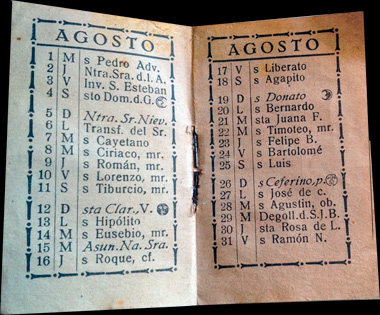 AGOSTO
1 M s Pedro Adv.
2 J Ntra.Sra.d.l.A.
3 V Inv. S. Esteban
4 S sto Dom.d.G.
5 D Ntra. Sr.Niev.
6 L Transf. del Sr.
7 M s Cayetano
8 M s Ciriaco, mr.
9 J s Román, mr.
10 V s Lorenzo, mr.
11 S s Tiburcio, mr.
12 D sta Clar., V.
13 L s Hipólito
14 M s Eusebio, mr.
15 M Asun. Na. Sra.
16 J s Roque, cf.
AGOSTO
17 V s Liberato
18 S s Agapito
19 D s Donato
20 L s Bernardo
21 M sta Juana F.
22 M s Timoteo, mr.
23 J s Felipe B.
24 V s Bartolomé
25 S s Luis
26 D s Ceferino, p.
27 L s José de c.
28 M s Agustin, ob.
29 M Degoll.d.S.J.B.
30 J sta Rosa de L.
31 V s Ramón N.